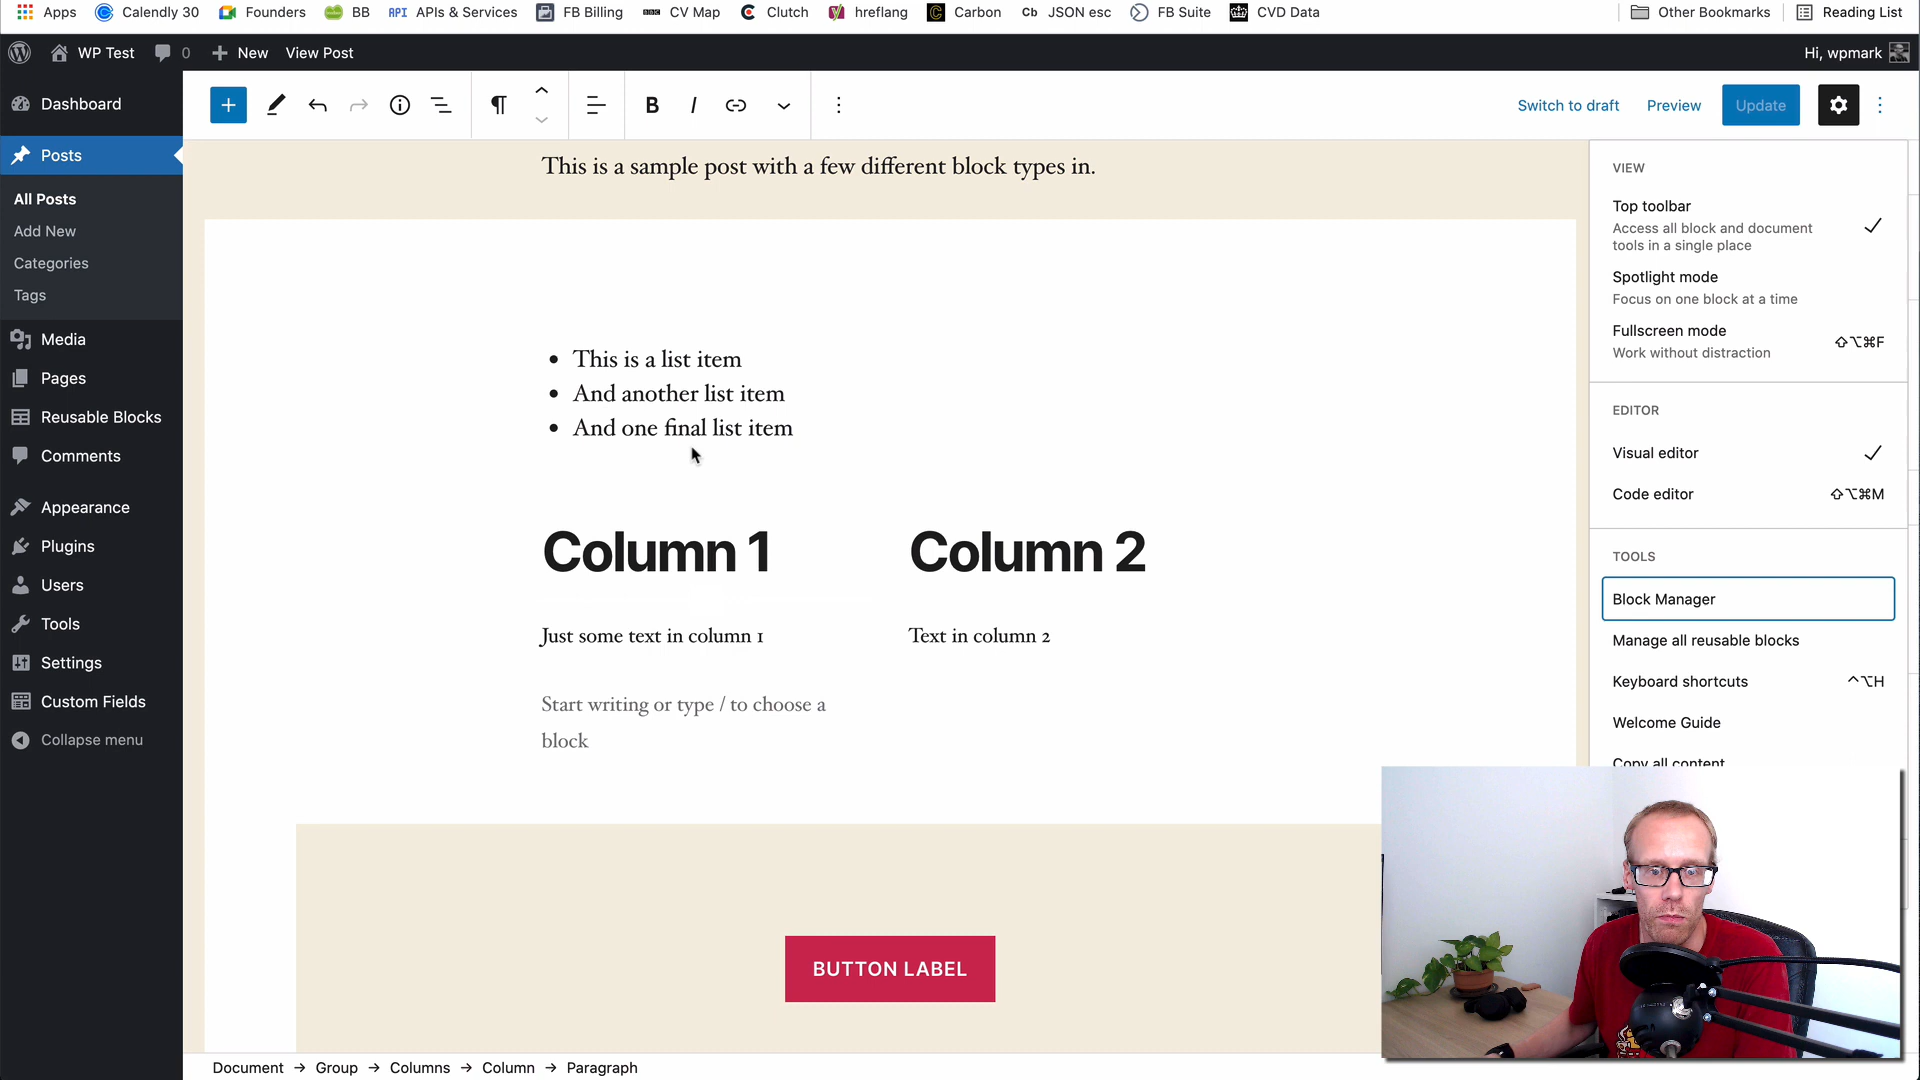 Apps
Calendly 30
Founders
BB
API APIs & Services
FB Billing
BBC CV Map
Clutch
hreflang
Carbon
Cb JSON esc
FB Suite
CVD Data
Other Bookmarks
Reading List
WP Test
0
New
View Post
Hi, wpmark
Dashboard
Posts
All Posts
Add New
Categories
Tags
Media
Pages
Reusable Blocks
Comments
Appearance
Plugins
Users
Tools
Settings
Custom Fields
Collapse menu
B
I
Switch to draft
Preview
Update
This is a sample post with a few different block types in.
• This is a list item
• And another list item
• And one final list item
Column 1
Column 2
Just some text in column 1
Text in column 2
Start writing or type / to choose a
block
BUTTON LABEL
Document → Group → Columns → Column → Paragraph
VIEW
Top toolbar
Access all block and document
tools in a single place
Spotlight mode
Focus on one block at a time
Fullscreen mode
⇧⌥⌘F
Work without distraction
EDITOR
Visual editor
Code editor
⇧⌥⌘M
TOOLS
Block Manager
Manage all reusable blocks
Keyboard shortcuts
⌃⌥H
Welcome Guide
Copy all content